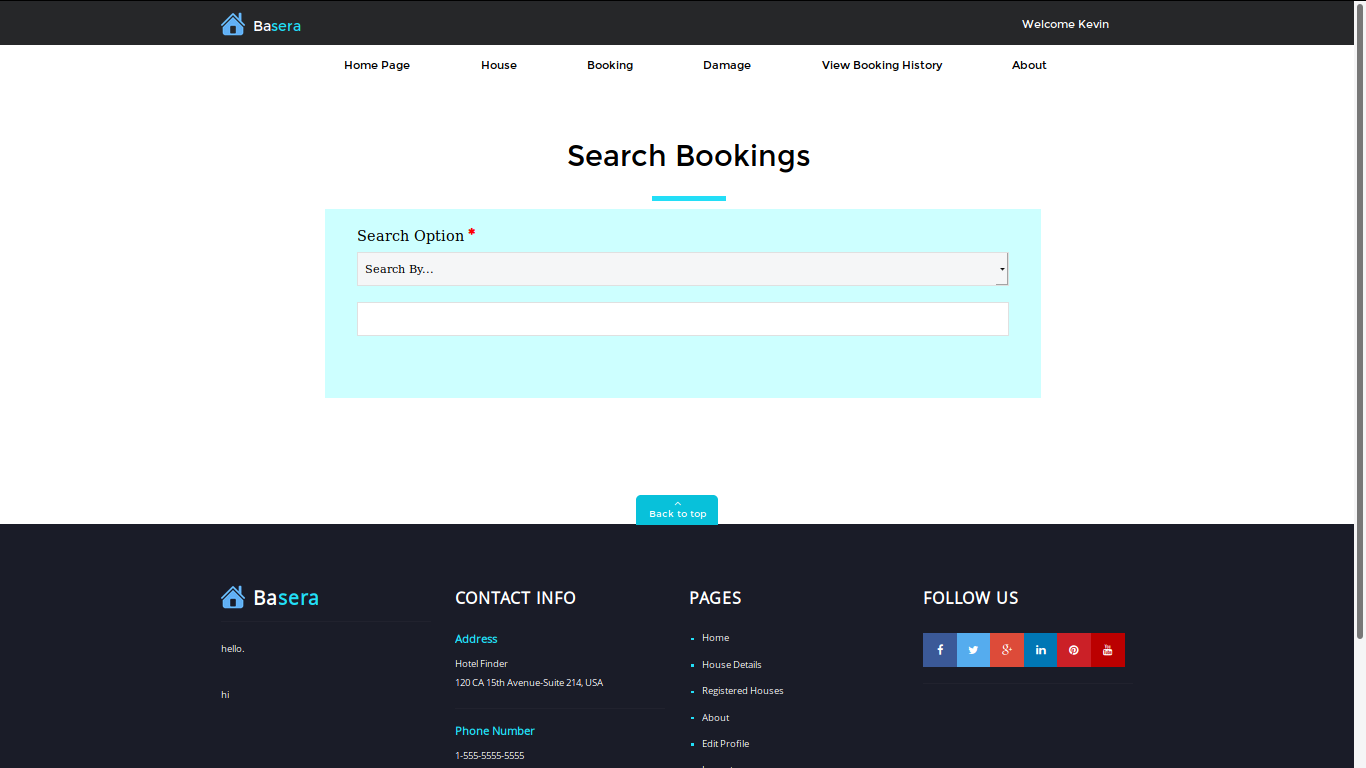 Basera
Welcome Kevin
Home Page House Booking Damage View Booking History About
Search Bookings
Search Option *
Search By...
Back to top
Basera
hello.
hi
CONTACT INFO
Address
Hotel Finder
120 CA 15th Avenue-Suite 214, USA
Phone Number
1-555-5555-5555
PAGES
Home
House Details
Registered Houses
About
Edit Profile
FOLLOW US